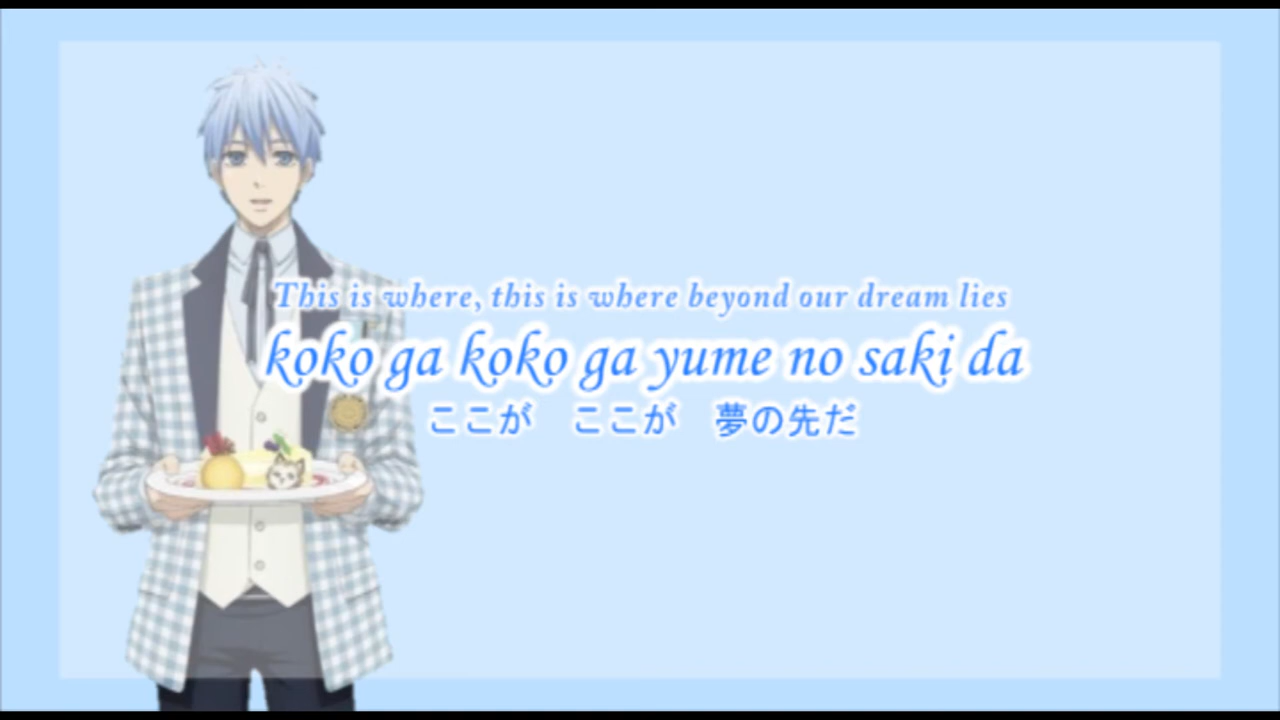 This is where, this is where beyond our dream lies
koko ga koko ga yume no saki da
ここが　ここが　夢の先だ